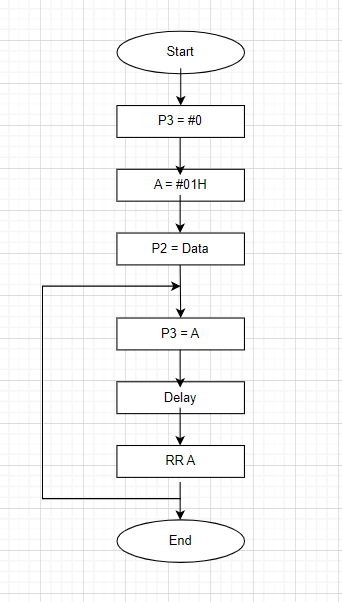 Start
P3 = #0
A = #01H
P2 = Data
P3 = A
Delay
RR A
End